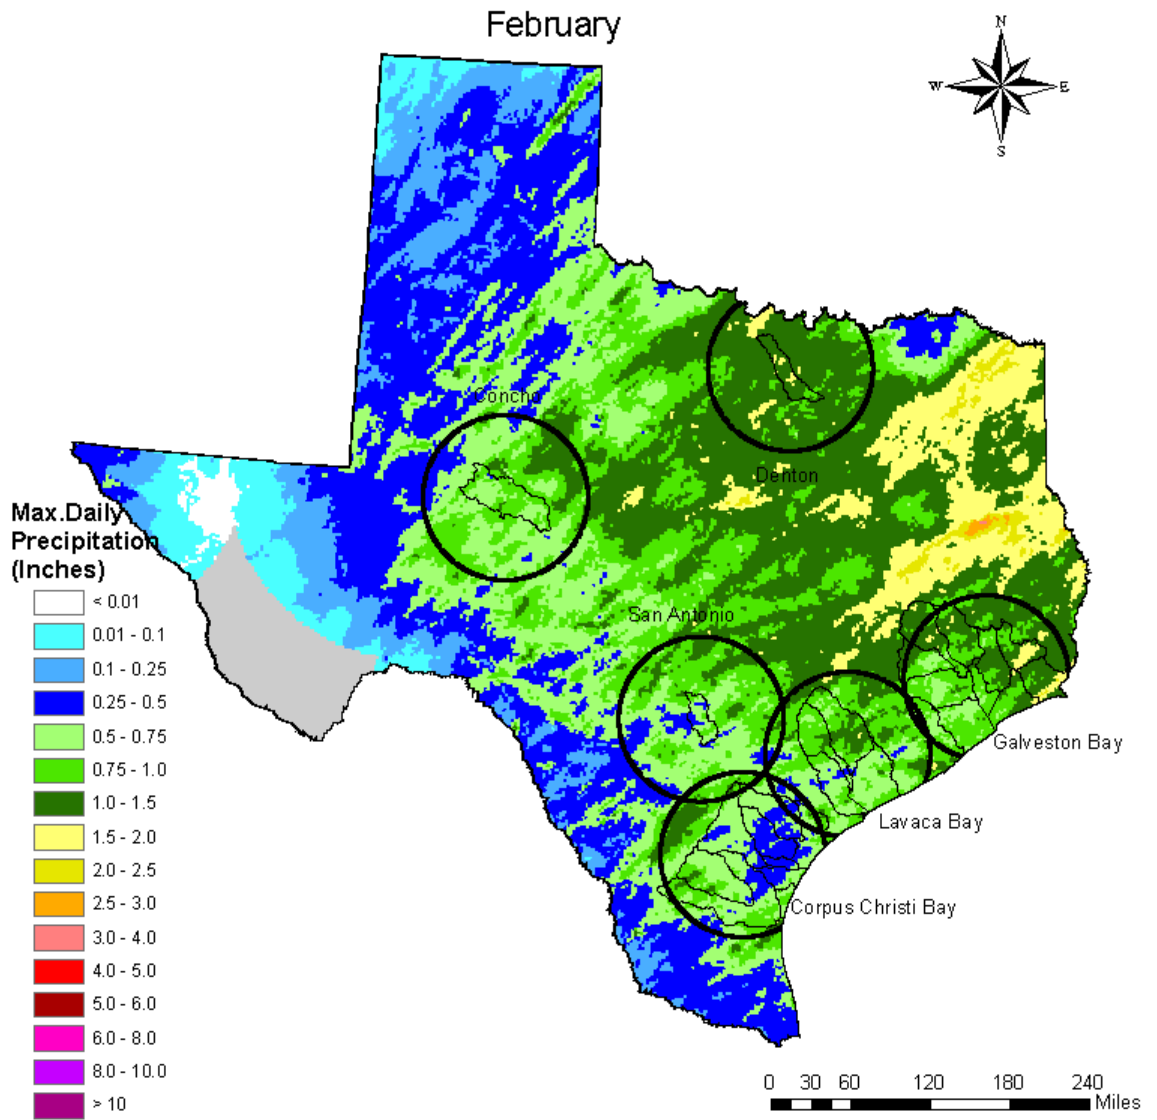 February
N
W E
S
Concho
Denton
Max.Daily
Precipitation
(Inches)
< 0.01
0.01 - 0.1
0.1 - 0.25
0.25 - 0.5
0.5 - 0.75
0.75 - 1.0
1.0 - 1.5
1.5 - 2.0
2.0 - 2.5
2.5 - 3.0
3.0 - 4.0
4.0 - 5.0
5.0 - 6.0
6.0 - 8.0
8.0 - 10.0
> 10
San Antonio
Galveston Bay
Lavaca Bay
Corpus Christi Bay
0 30 60 120 180 240
Miles